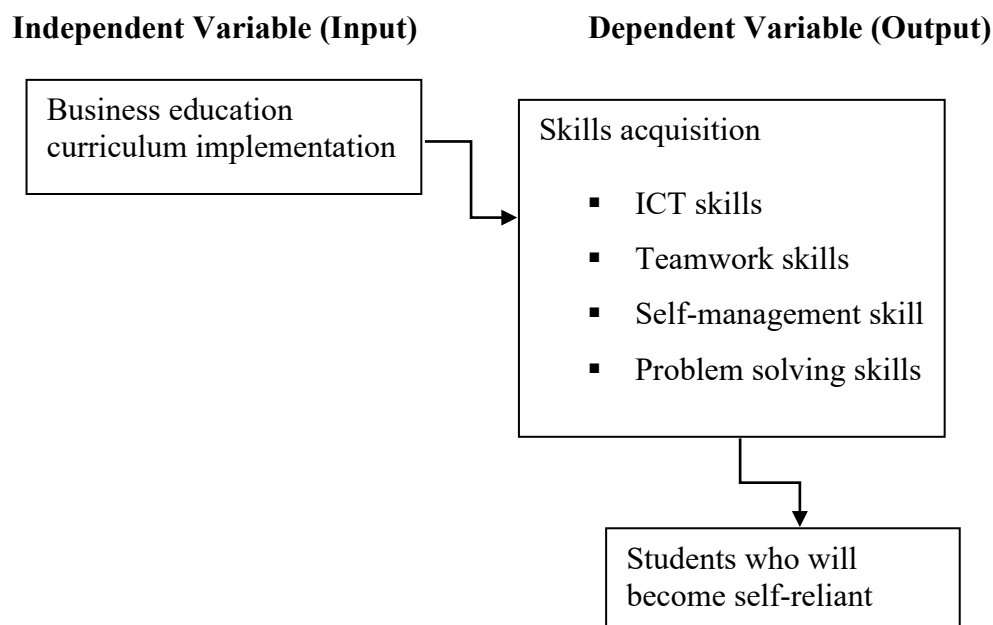 Independent Variable (Input)
Dependent Variable (Output)
Business education
curriculum implementation
Skills acquisition
▪ ICT skills
▪ Teamwork skills
▪ Self-management skill
▪ Problem solving skills
Students who will
become self-reliant